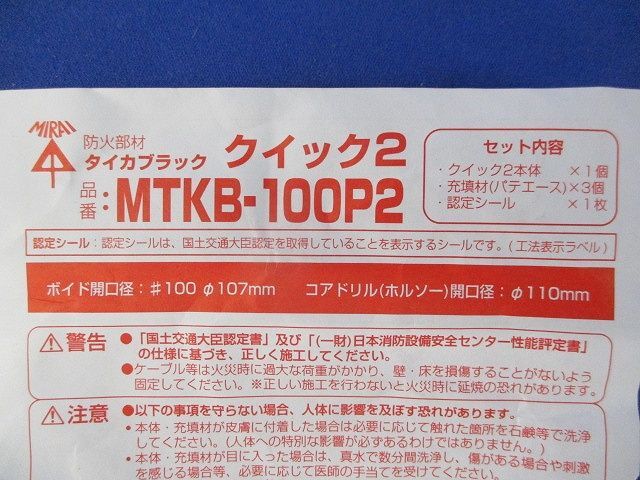 MIRAI
防火部材
タイカブラック クイック2
品番：MTKB-100P2
セット内容
・クイック2本体 ×1個
・充填材(パテエース)×3個
・認定シール ×1枚
認定シール：認定シールは、国土交通大臣認定を取得していることを表示するシールです。(工法表示ラベル)
ボイド開口径：♯100 φ107mm コアドリル(ホルソー)開口径：φ110mm
⚠警告
●「国土交通大臣認定書」及び「(一財)日本消防設備安全センター性能評定書」
の仕様に基づき、正しく施工してください。
●ケーブル等は火災時に過大な荷重がかかり、壁・床を損傷することがないよう
固定してください。※正しい施工を行わないと火災時に延焼の恐れがあります。
⚠注意
●以下の事項を守らない場合、人体に影響を及ぼす恐れがあります。
・本体・充填材が皮膚に付着した場合は必要に応じて触れた箇所を石鹸等で洗浄
してください。(人体への特別な影響が必ずあるわけではありません。)
・本体・充填材が目に入った場合は、真水で数分間洗浄し、傷がある場合や刺激
を感じる場合等、必要に応じて医師の手当てを受けてください。